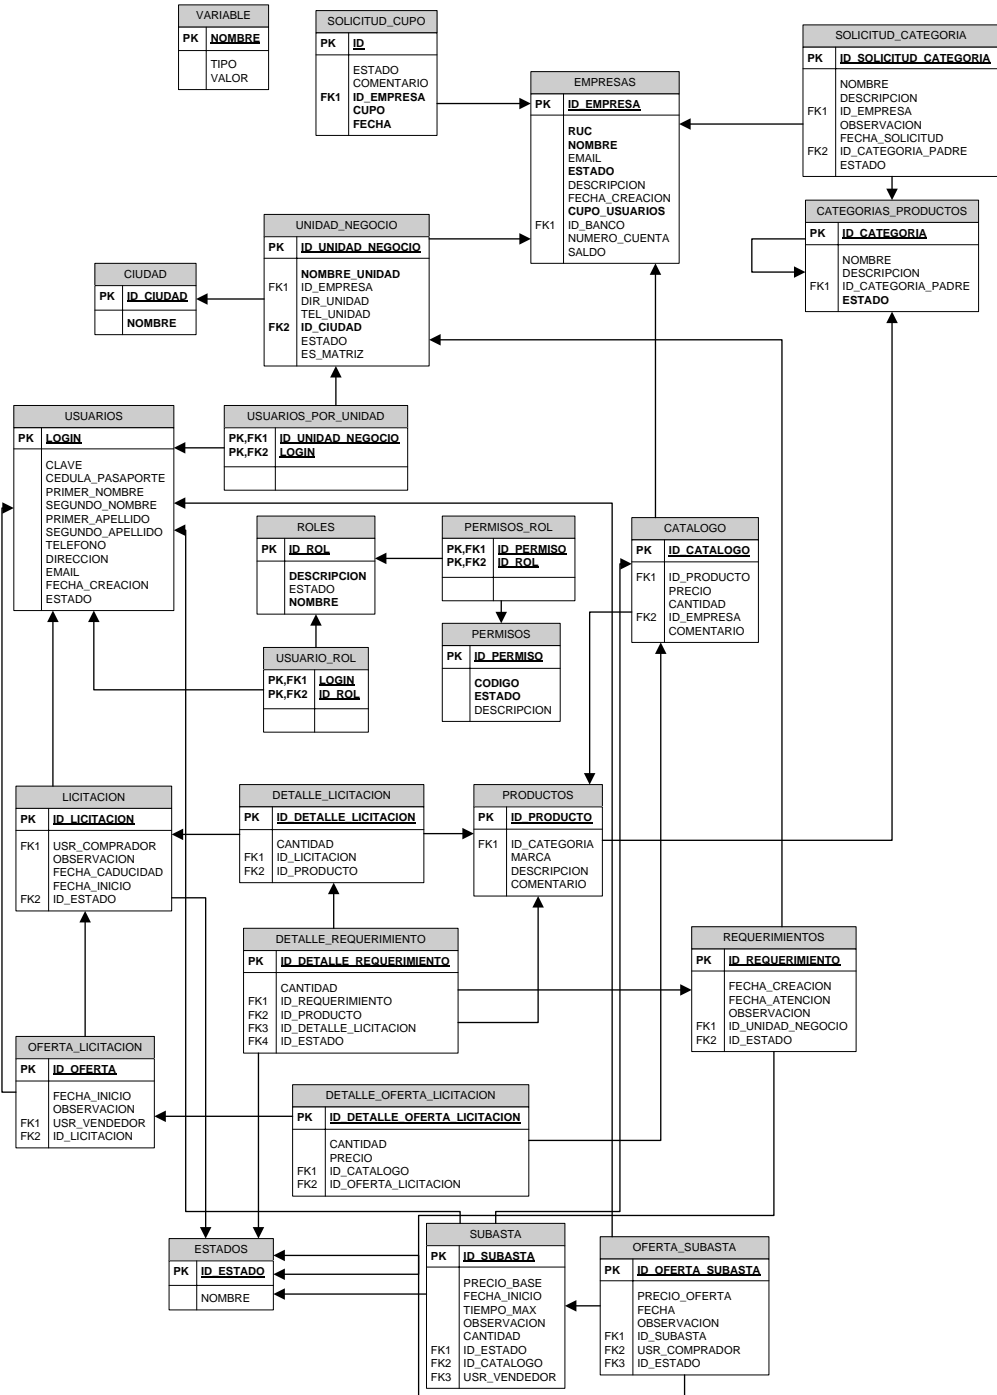 VARIABLE
PK NOMBRE
TIPO
VALOR
SOLICITUD_CUPO
PK ID
ESTADO
COMENTARIO
FK1 ID_EMPRESA
CUPO
FECHA
EMPRESAS
PK ID_EMPRESA
RUC
NOMBRE
EMAIL
ESTADO
DESCRIPCION
FECHA_CREACION
CUPO_USUARIOS
FK1 ID_BANCO
NUMERO_CUENTA
SALDO
SOLICITUD_CATEGORIA
PK ID_SOLICITUD_CATEGORIA
NOMBRE
DESCRIPCION
FK1 ID_EMPRESA
OBSERVACION
FECHA_SOLICITUD
FK2 ID_CATEGORIA_PADRE
ESTADO
CATEGORIAS_PRODUCTOS
PK ID_CATEGORIA
NOMBRE
DESCRIPCION
FK1 ID_CATEGORIA_PADRE
ESTADO
UNIDAD_NEGOCIO
PK ID_UNIDAD_NEGOCIO
NOMBRE_UNIDAD
FK1 ID_EMPRESA
DIR_UNIDAD
TEL_UNIDAD
FK2 ID_CIUDAD
ESTADO
ES_MATRIZ
CIUDAD
PK ID_CIUDAD
NOMBRE
USUARIOS
PK LOGIN
CLAVE
CEDULA_PASAPORTE
PRIMER_NOMBRE
SEGUNDO_NOMBRE
PRIMER_APELLIDO
SEGUNDO_APELLIDO
TELEFONO
DIRECCION
EMAIL
FECHA_CREACION
ESTADO
USUARIOS_POR_UNIDAD
PK,FK1 ID_UNIDAD_NEGOCIO
PK,FK2 LOGIN
ROLES
PK ID_ROL
DESCRIPCION
ESTADO
NOMBRE
PERMISOS_ROL
PK,FK1 ID_PERMISO
PK,FK2 ID_ROL
CATALOGO
PK ID_CATALOGO
FK1 ID_PRODUCTO
PRECIO
CANTIDAD
FK2 ID_EMPRESA
COMENTARIO
USUARIO_ROL
PK,FK1 LOGIN
PK,FK2 ID_ROL
PERMISOS
PK ID_PERMISO
CODIGO
ESTADO
DESCRIPCION
LICITACION
PK ID_LICITACION
FK1 USR_COMPRADOR
OBSERVACION
FECHA_CADUCIDAD
FECHA_INICIO
FK2 ID_ESTADO
DETALLE_LICITACION
PK ID_DETALLE_LICITACION
CANTIDAD
FK1 ID_LICITACION
FK2 ID_PRODUCTO
PRODUCTOS
PK ID_PRODUCTO
FK1 ID_CATEGORIA
MARCA
DESCRIPCION
COMENTARIO
DETALLE_REQUERIMIENTO
PK ID_DETALLE_REQUERIMIENTO
CANTIDAD
FK1 ID_REQUERIMIENTO
FK2 ID_PRODUCTO
FK3 ID_DETALLE_LICITACION
FK4 ID_ESTADO
REQUERIMIENTOS
PK ID_REQUERIMIENTO
FECHA_CREACION
FECHA_ATENCION
OBSERVACION
FK1 ID_UNIDAD_NEGOCIO
FK2 ID_ESTADO
OFERTA_LICITACION
PK ID_OFERTA
FECHA_INICIO
OBSERVACION
FK1 USR_VENDEDOR
FK2 ID_LICITACION
DETALLE_OFERTA_LICITACION
PK ID_DETALLE_OFERTA_LICITACION
CANTIDAD
PRECIO
FK1 ID_CATALOGO
FK2 ID_OFERTA_LICITACION
ESTADOS
PK ID_ESTADO
NOMBRE
SUBASTA
PK ID_SUBASTA
PRECIO_BASE
FECHA_INICIO
TIEMPO_MAX
OBSERVACION
CANTIDAD
FK1 ID_ESTADO
FK2 ID_CATALOGO
FK3 USR_VENDEDOR
OFERTA_SUBASTA
PK ID_OFERTA_SUBASTA
PRECIO_OFERTA
FECHA
OBSERVACION
FK1 ID_SUBASTA
FK2 USR_COMPRADOR
FK3 ID_ESTADO